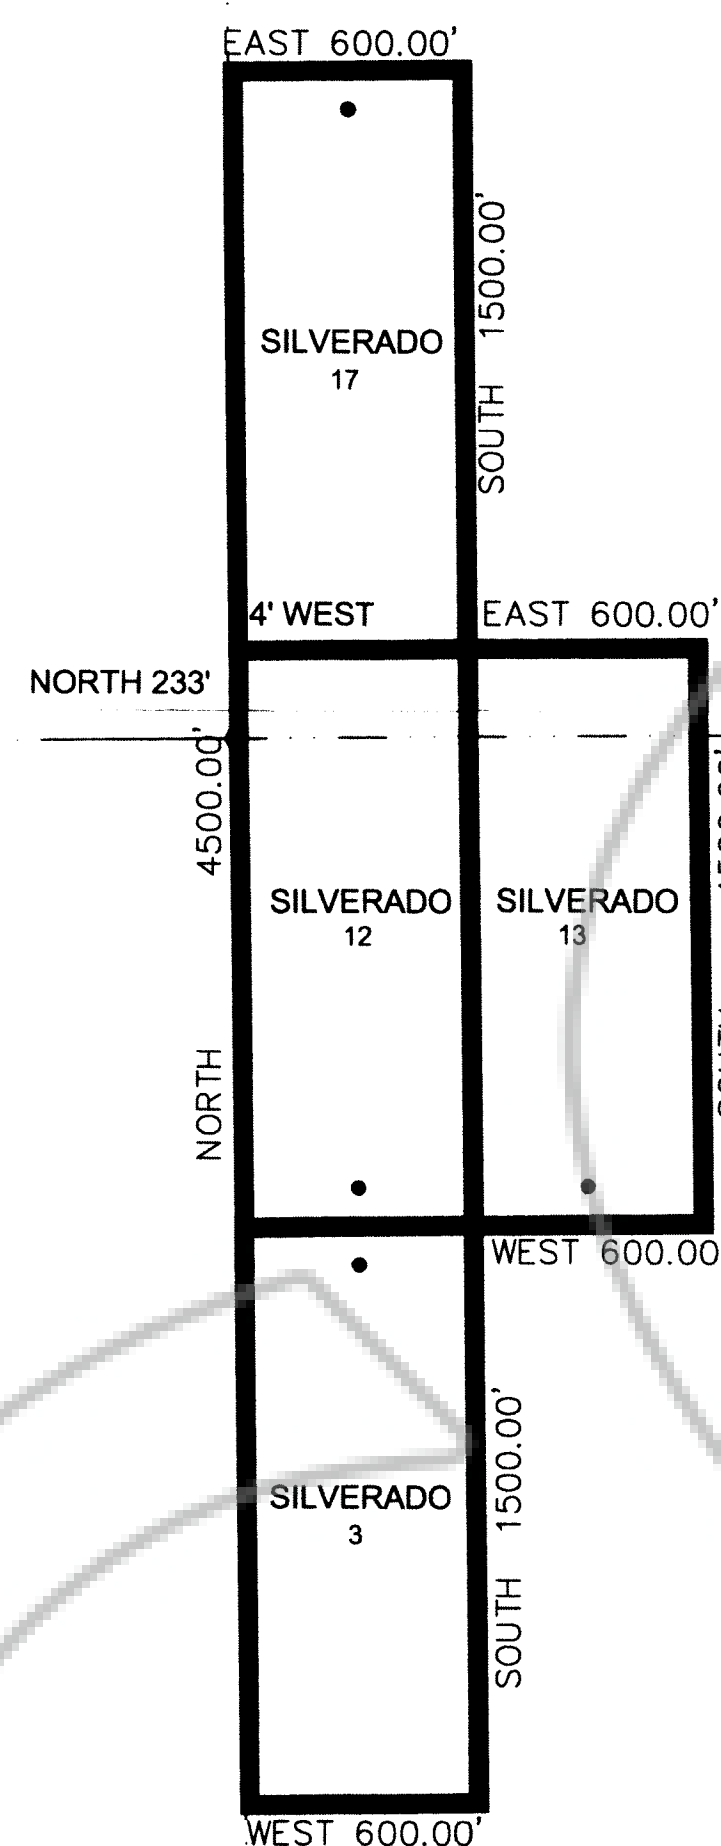 EAST 600.00'
SILVERADO
17
SOUTH 1500.00'
4' WEST
EAST 600.00'
NORTH 233'
NORTH 4500.00'
SILVERADO
12
SILVERADO
13
WEST 600.00
SILVERADO
3
SOUTH 1500.00'
WEST 600.00'